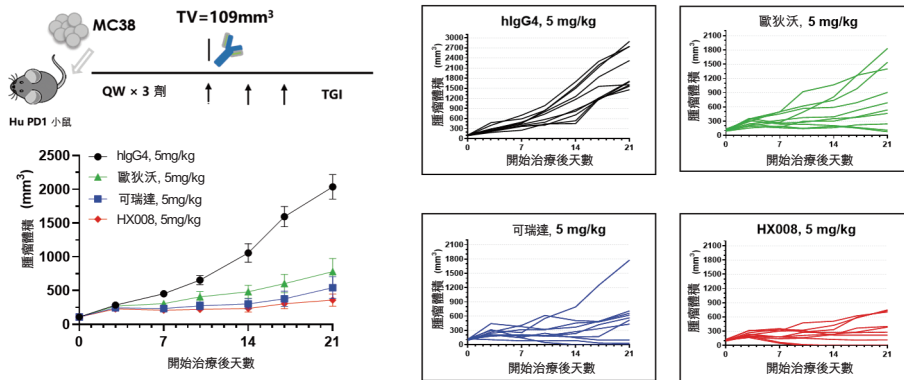 MC38
TV=109mm³
QW × 3 劑
TGI
Hu PD1 小鼠
hIgG4, 5mg/kg
歐狄沃, 5mg/kg
可瑞達, 5mg/kg
HX008, 5mg/kg
腫瘤體積 (mm³)
2500
2000
1500
1000
500
0
0
7
14
21
開始治療後天數
hIgG4, 5 mg/kg
腫瘤體積 (mm³)
3000
2700
2400
2100
1800
1500
1200
900
600
300
0
0
7
14
21
開始治療後天數
歐狄沃, 5 mg/kg
腫瘤體積 (mm³)
2100
1800
1500
1200
900
600
300
0
0
7
14
21
開始治療後天數
可瑞達, 5 mg/kg
腫瘤體積 (mm³)
2100
1800
1500
1200
900
600
300
0
0
7
14
21
開始治療後天數
HX008, 5 mg/kg
腫瘤體積 (mm³)
2100
1800
1500
1200
900
600
300
0
0
7
14
21
開始治療後天數